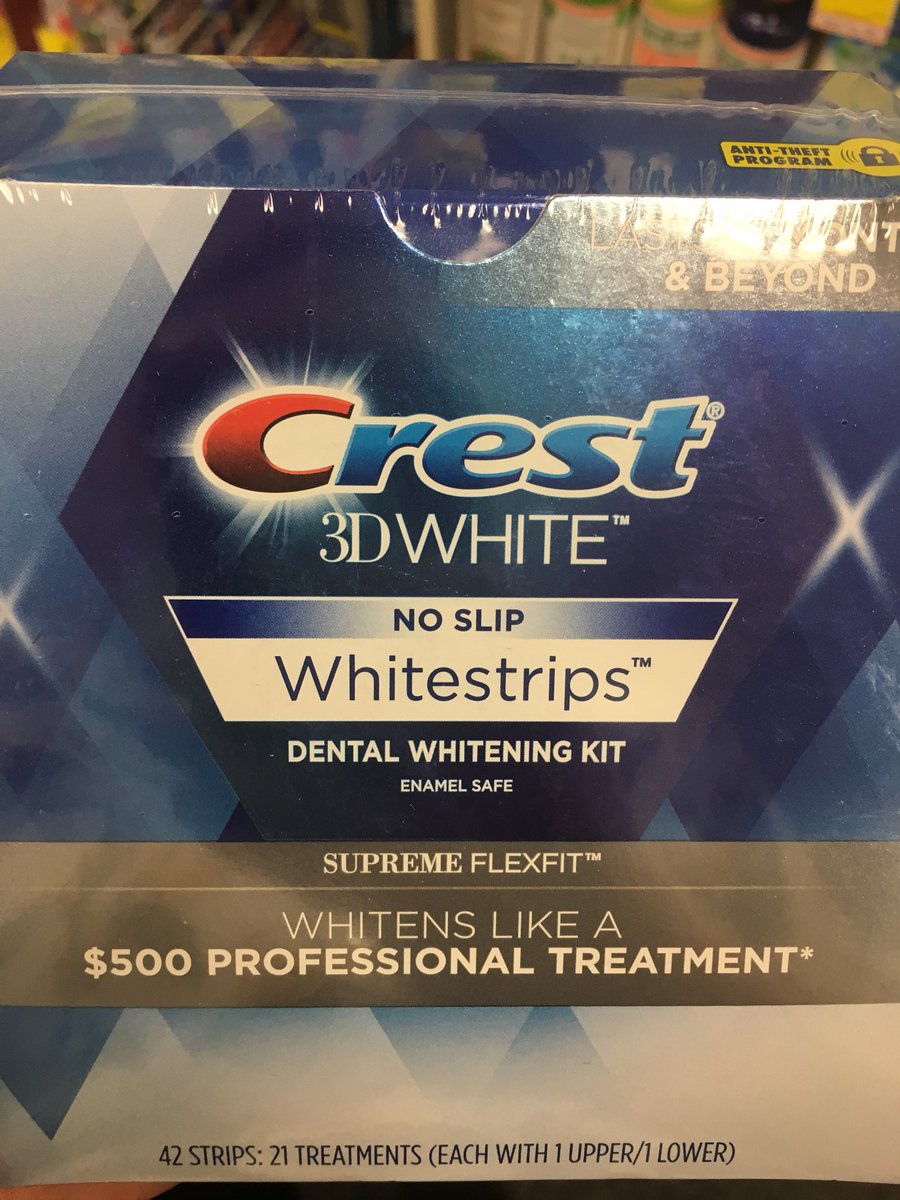 ANTI-THEFT
PROGRAM
& BEYOND
Crest®
3D WHITE™
NO SLIP
Whitestrips™
DENTAL WHITENING KIT
ENAMEL SAFE
SUPREME FLEXFIT™
WHITENS LIKE A
$500 PROFESSIONAL TREATMENT*
42 STRIPS: 21 TREATMENTS (EACH WITH 1 UPPER/1 LOWER)